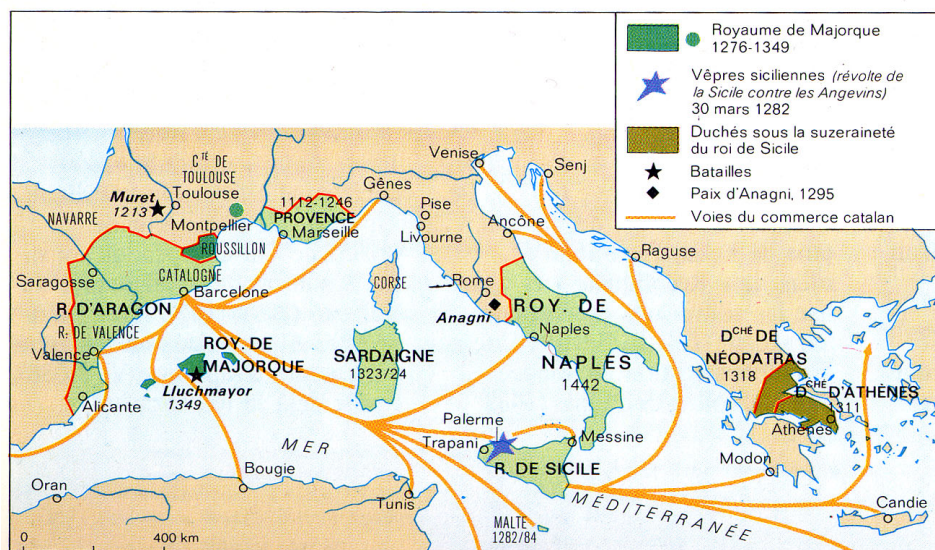 Royaume de Majorque
1276-1349
Vêpres siciliennes (révolte de
la Sicile contre les Angevins)
30 mars 1282
Duchés sous la suzeraineté
du roi de Sicile
Batailles
Paix d'Anagni, 1295
Voies du commerce catalan
Venise
Senj
CTÉ DE
TOULOUSE
Toulouse
Muret
1213
NAVARRE
Montpellier
1112-1246
PROVENCE
Marseille
Gênes
Pise
Livourne
Ancône
Raguse
ROUSSILLON
CATALOGNE
Saragosse
Barcelone
R. D'ARAGON
R. DE VALENCE
Valence
Alicante
CORSE
Rome
Anagni
ROY. DE
NAPLES
1442
Naples
ROY. DE
MAJORQUE
Lluchmayor
1349
SARDAIGNE
1323/24
DCHÉ DE
NÉOPATRAS
1318
DCHÉ D'ATHÈNES
1311
Athènes
Palerme
Trapani
Messine
R. DE SICILE
Modon
MER
MÉDITERRANÉE
Bougie
Oran
Tunis
MALTE
1282/84
Candie
0
400 km